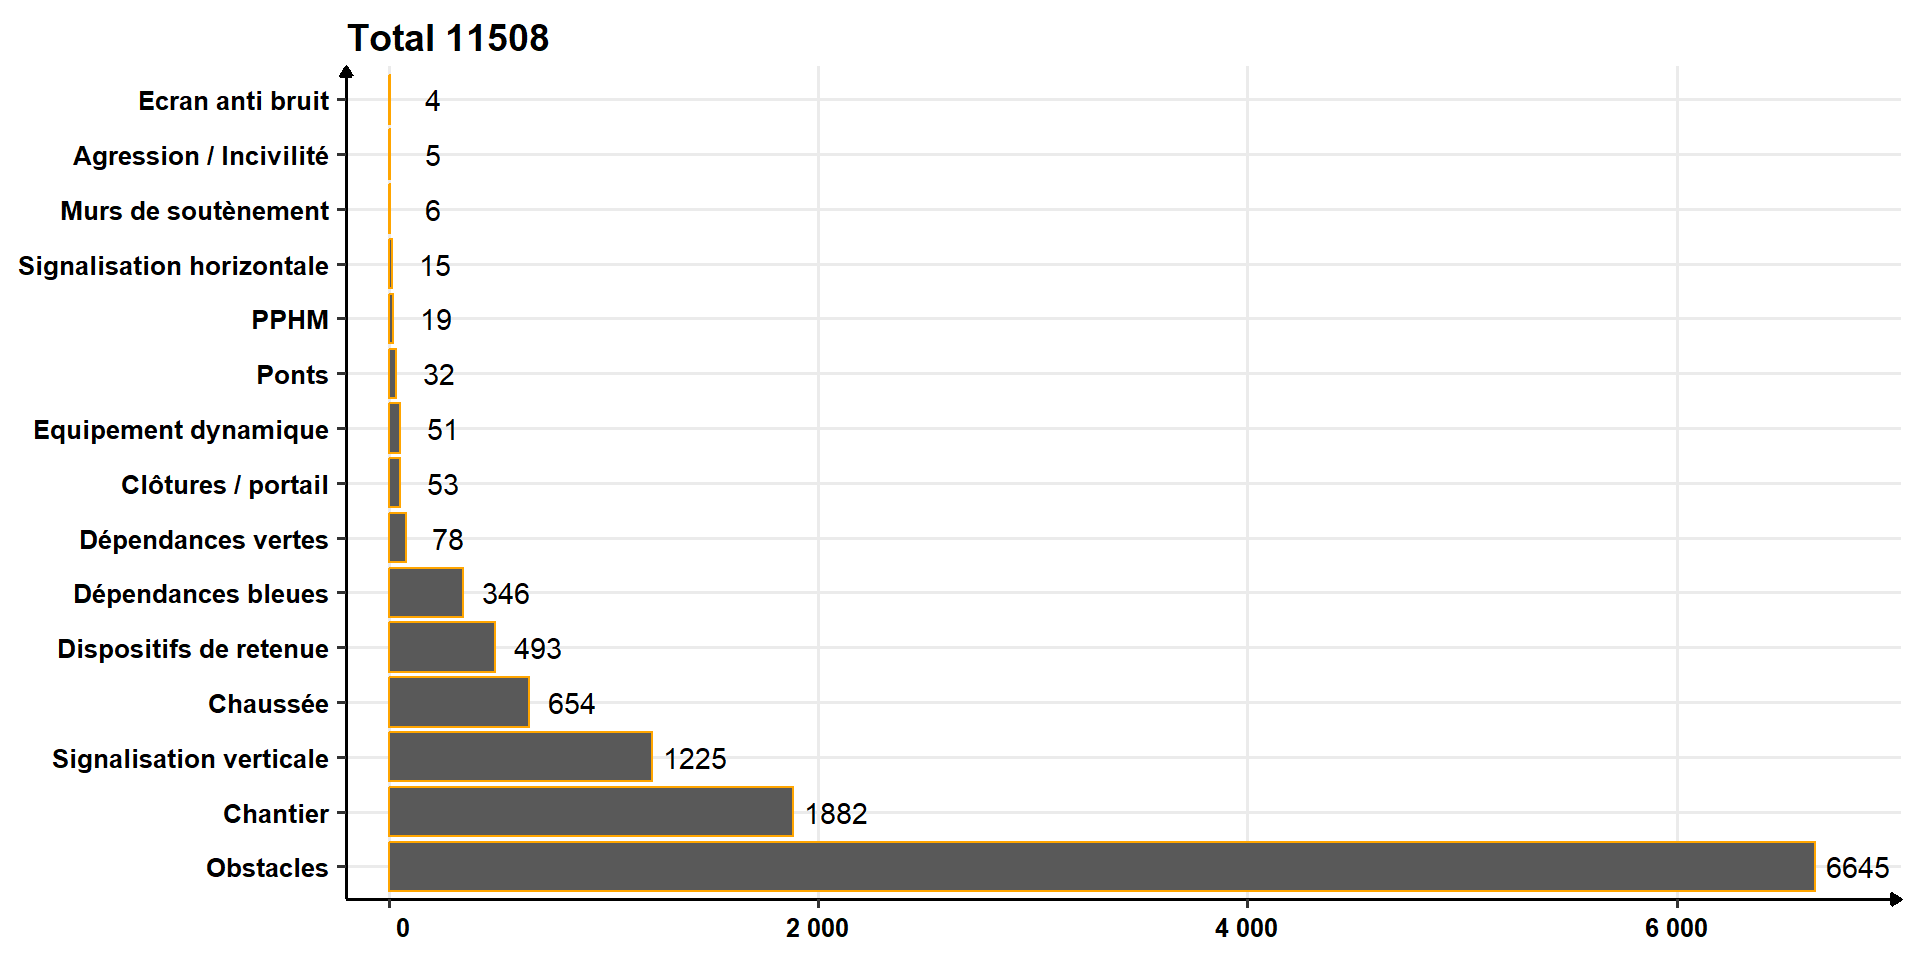 Total 11508
Ecran anti bruit 4
Agression / Incivilité 5
Murs de soutènement 6
Signalisation horizontale 15
PPHM 19
Ponts 32
Equipement dynamique 51
Clôtures / portail 53
Dépendances vertes 78
Dépendances bleues 346
Dispositifs de retenue 493
Chaussée 654
Signalisation verticale 1225
Chantier 1882
Obstacles 6645
0 2 000 4 000 6 000